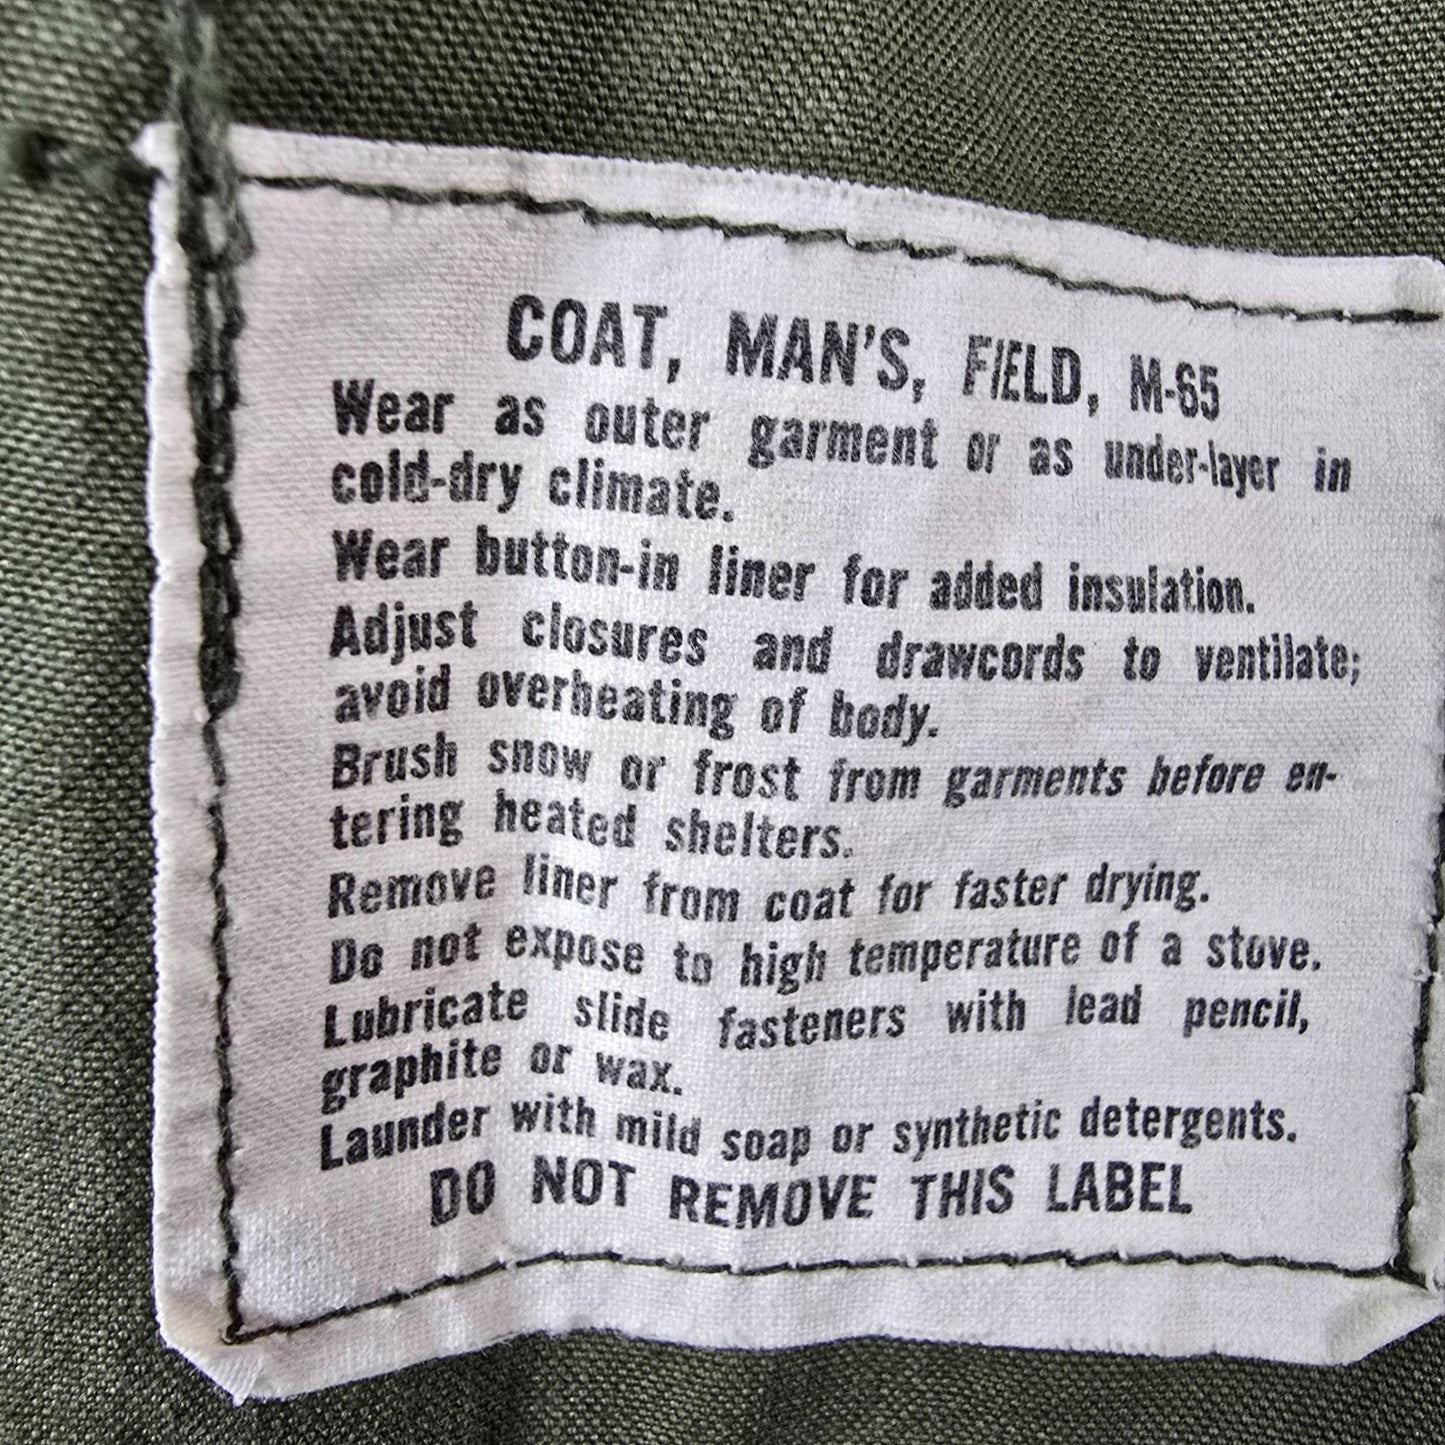 COAT, MAN'S, FIELD, M-65
Wear as outer garment or as under-layer in
cold-dry climate.
Wear button-in liner for added insulation.
Adjust closures and drawcords to ventilate;
avoid overheating of body.
Brush snow or frost from garments before en-
tering heated shelters.
Remove liner from coat for faster drying.
Do not expose to high temperature of a stove.
Lubricate slide fasteners with lead pencil,
graphite or wax.
Launder with mild soap or synthetic detergents.
DO NOT REMOVE THIS LABEL